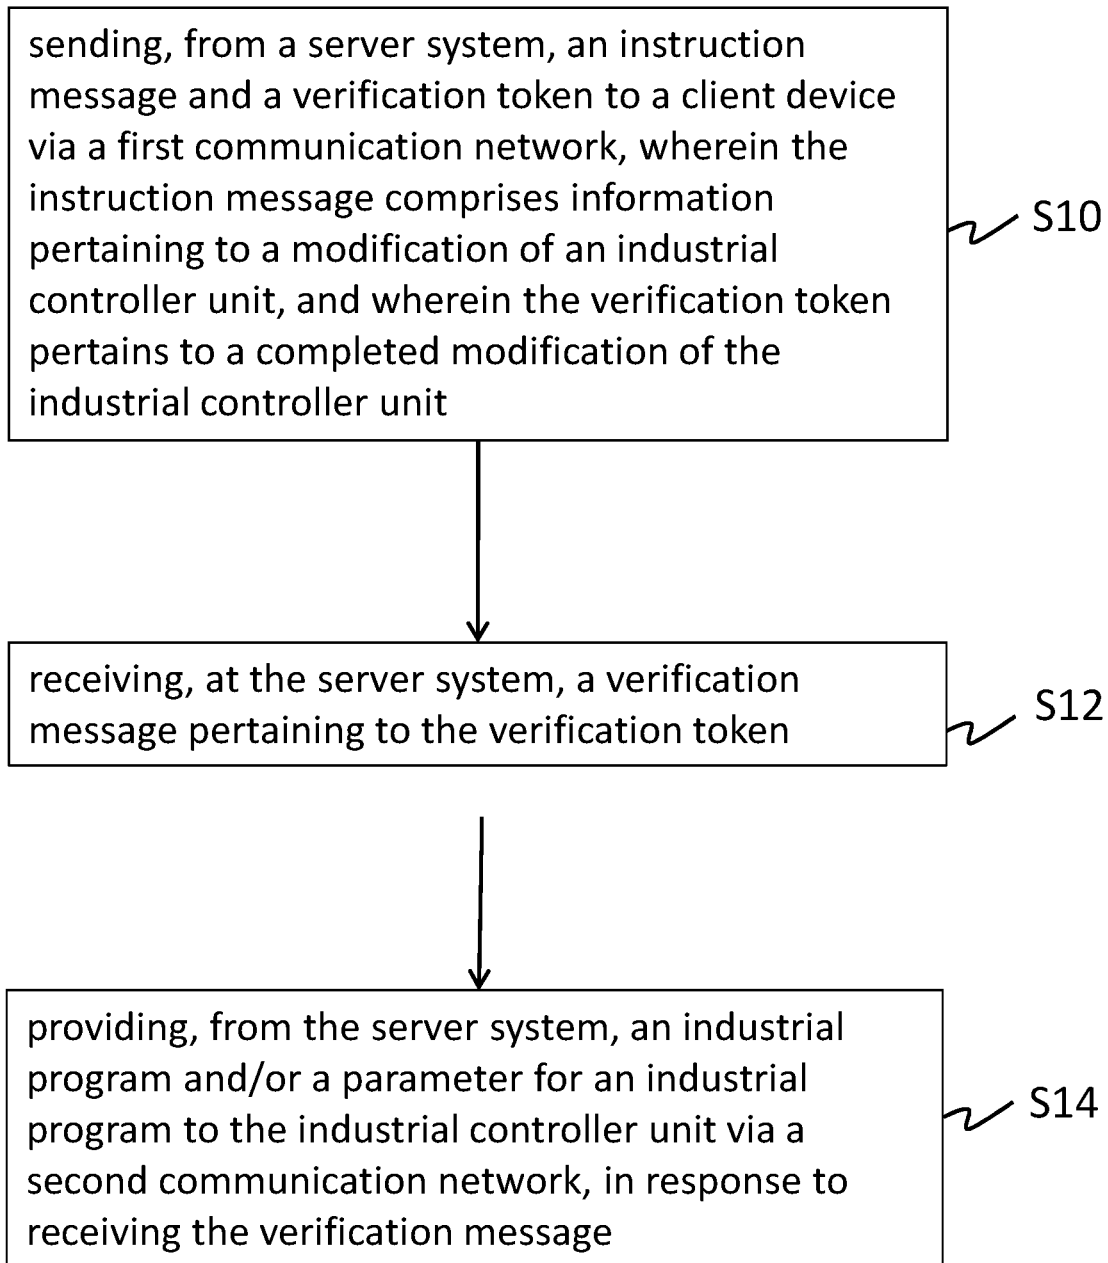 sending, from a server system, an instruction
message and a verification token to a client device
via a first communication network, wherein the
instruction message comprises information
pertaining to a modification of an industrial
controller unit, and wherein the verification token
pertains to a completed modification of the
industrial controller unit
S10
receiving, at the server system, a verification
message pertaining to the verification token
S12
providing, from the server system, an industrial
program and/or a parameter for an industrial
program to the industrial controller unit via a
second communication network, in response to
receiving the verification message
S14